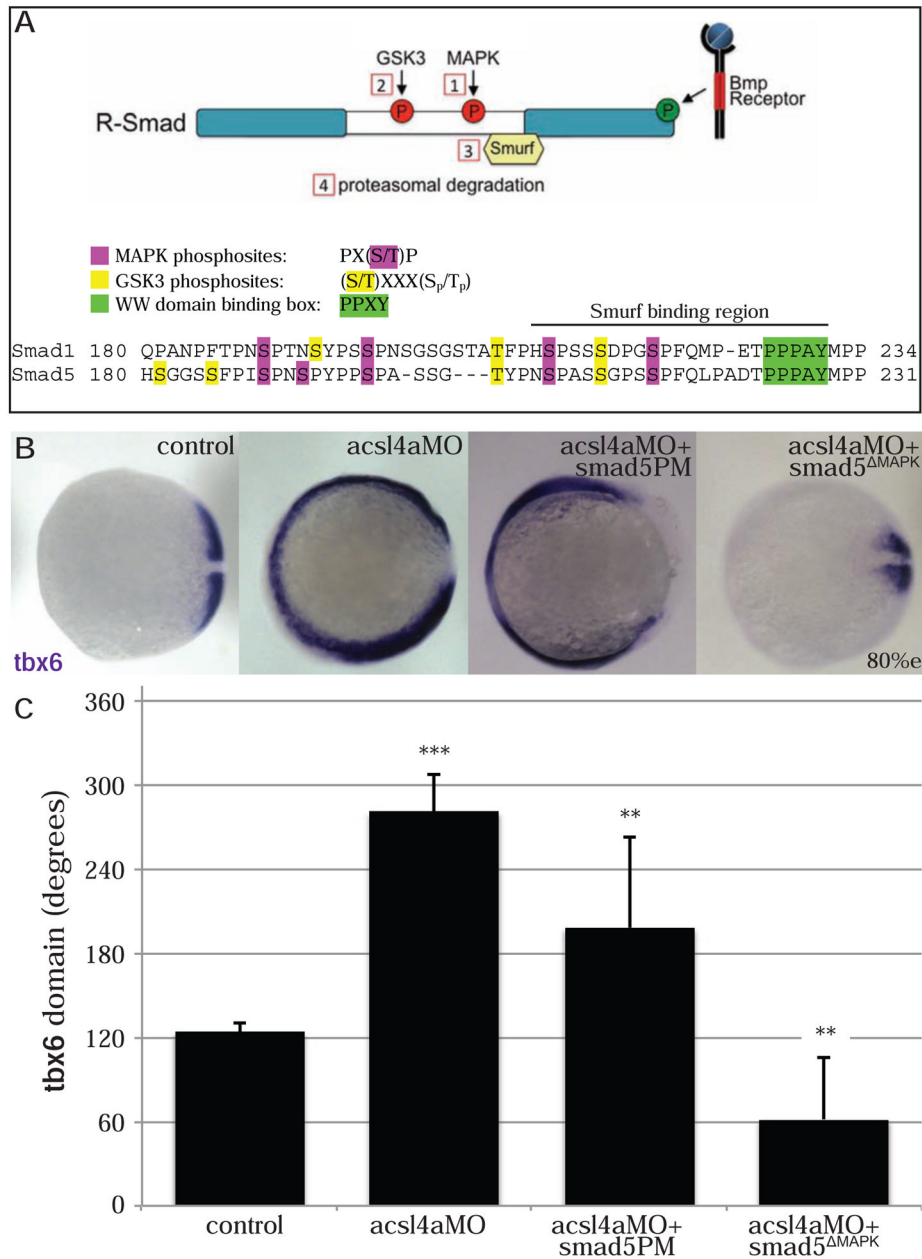 A
GSK3 MAPK
2 1
P P P
Bmp
Receptor
R-Smad
3 Smurf
4 proteasomal degradation
MAPK phosphosites: PX(S/T)P
GSK3 phosphosites: (S/T)XXX(Sp/Tp)
WW domain binding box: PPXY
Smurf binding region
Smad1 180 QPANPFTPNSPTNSYPSSPNSGSGSTATFPHSPSSSDPGSPFQMP-ETPPPAYMPP 234
Smad5 180 HSGGSSFPISPNSPYPPSPA-SSG---TYPNSPASSGPSSPFQLPADTPPPAYMPP 231
B
control
acsl4aMO
acsl4aMO+
smad5PM
acsl4aMO+
smad5ΔMAPK
tbx6
80%e
C
360
300
240
180
120
60
0
tbx6 domain (degrees)
***
**
**
control
acsl4aMO
acsl4aMO+
smad5PM
acsl4aMO+
smad5ΔMAPK